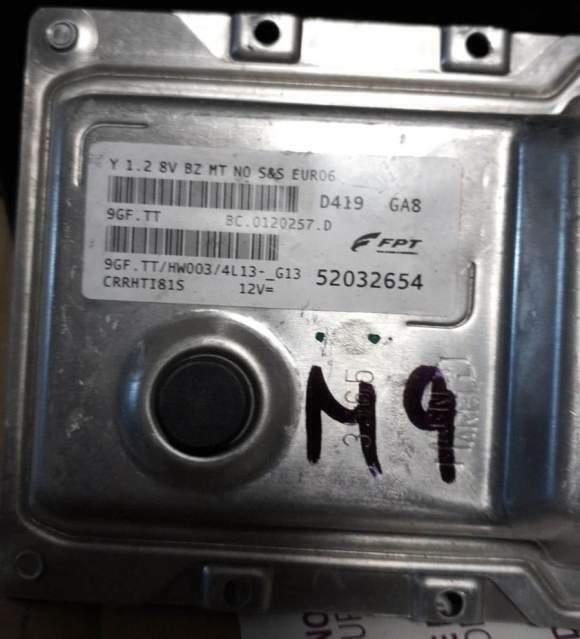 Y 1.2 8V BZ MT NO S&S EURO6
D419 GA8
9GF.TT BC.0120257.D
FPT
9GF.TT/HW003/4L13-_G13 52032654
CRRHTI81S 12V=
M9